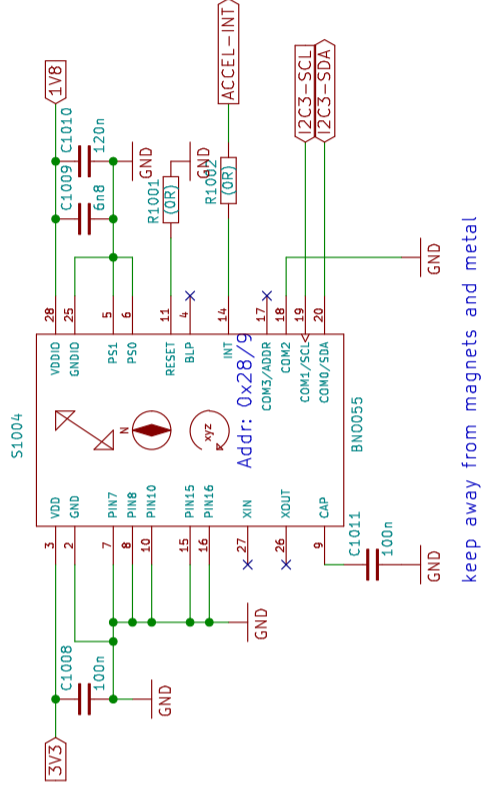 S1004
3V3
C1008
100n
GND
3
2
7
8
10
15
16
27
26
9
GND
C1011
100n
GND
VDD
GND
PIN7
PIN8
PIN10
PIN15
PIN16
XIN
XOUT
CAP
N
xyz
Addr: 0x28/9
VDDIO
GNDIO
PS1
PS0
RESET
BLP
INT
COM3/ADDR
COM2
COM1/SCL
COM0/SDA
BNO055
28
25
5
6
11
4
14
17
18
19
20
1V8
C1009
6n8
C1010
120n
GND
R1001
(0R)
GND
R1002
(0R)
ACCEL-INT
I2C3-SCL
I2C3-SDA
GND
keep away from magnets and metal